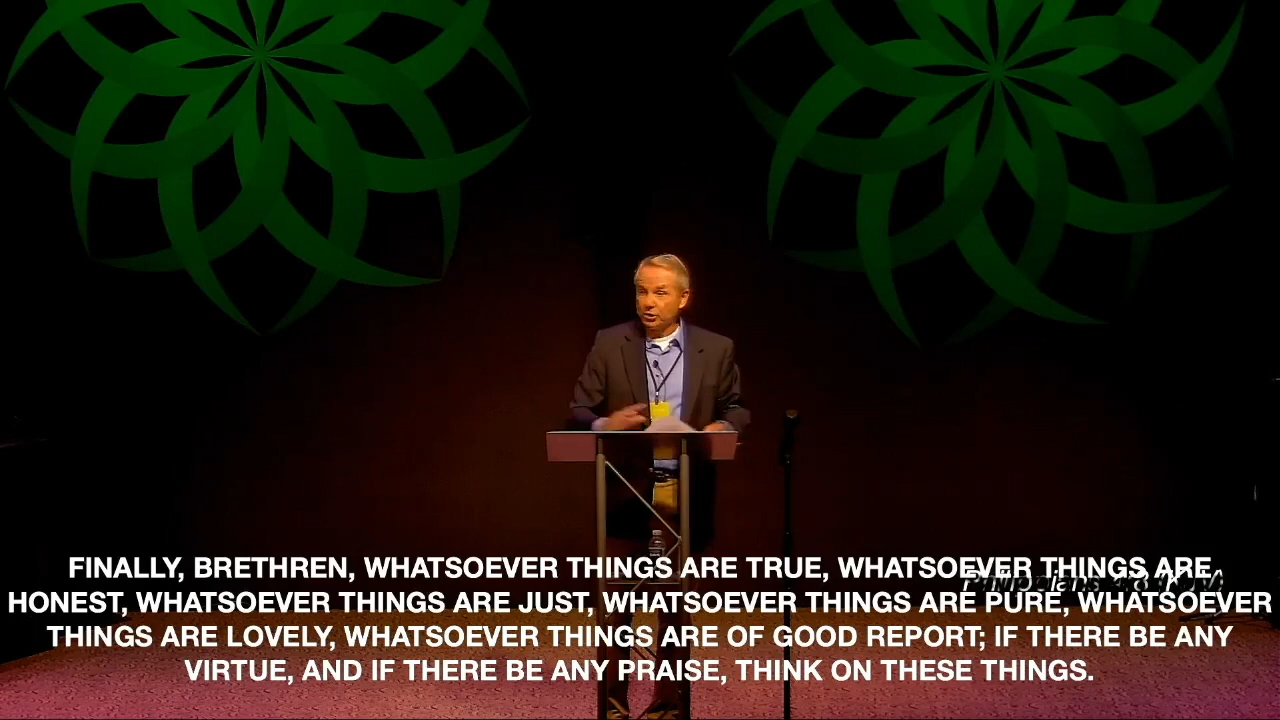 FINALLY, BRETHREN, WHATSOEVER THINGS ARE TRUE, WHATSOEVER THINGS ARE
HONEST, WHATSOEVER THINGS ARE JUST, WHATSOEVER THINGS ARE PURE, WHATSOEVER
THINGS ARE LOVELY, WHATSOEVER THINGS ARE OF GOOD REPORT; IF THERE BE ANY
VIRTUE, AND IF THERE BE ANY PRAISE, THINK ON THESE THINGS.